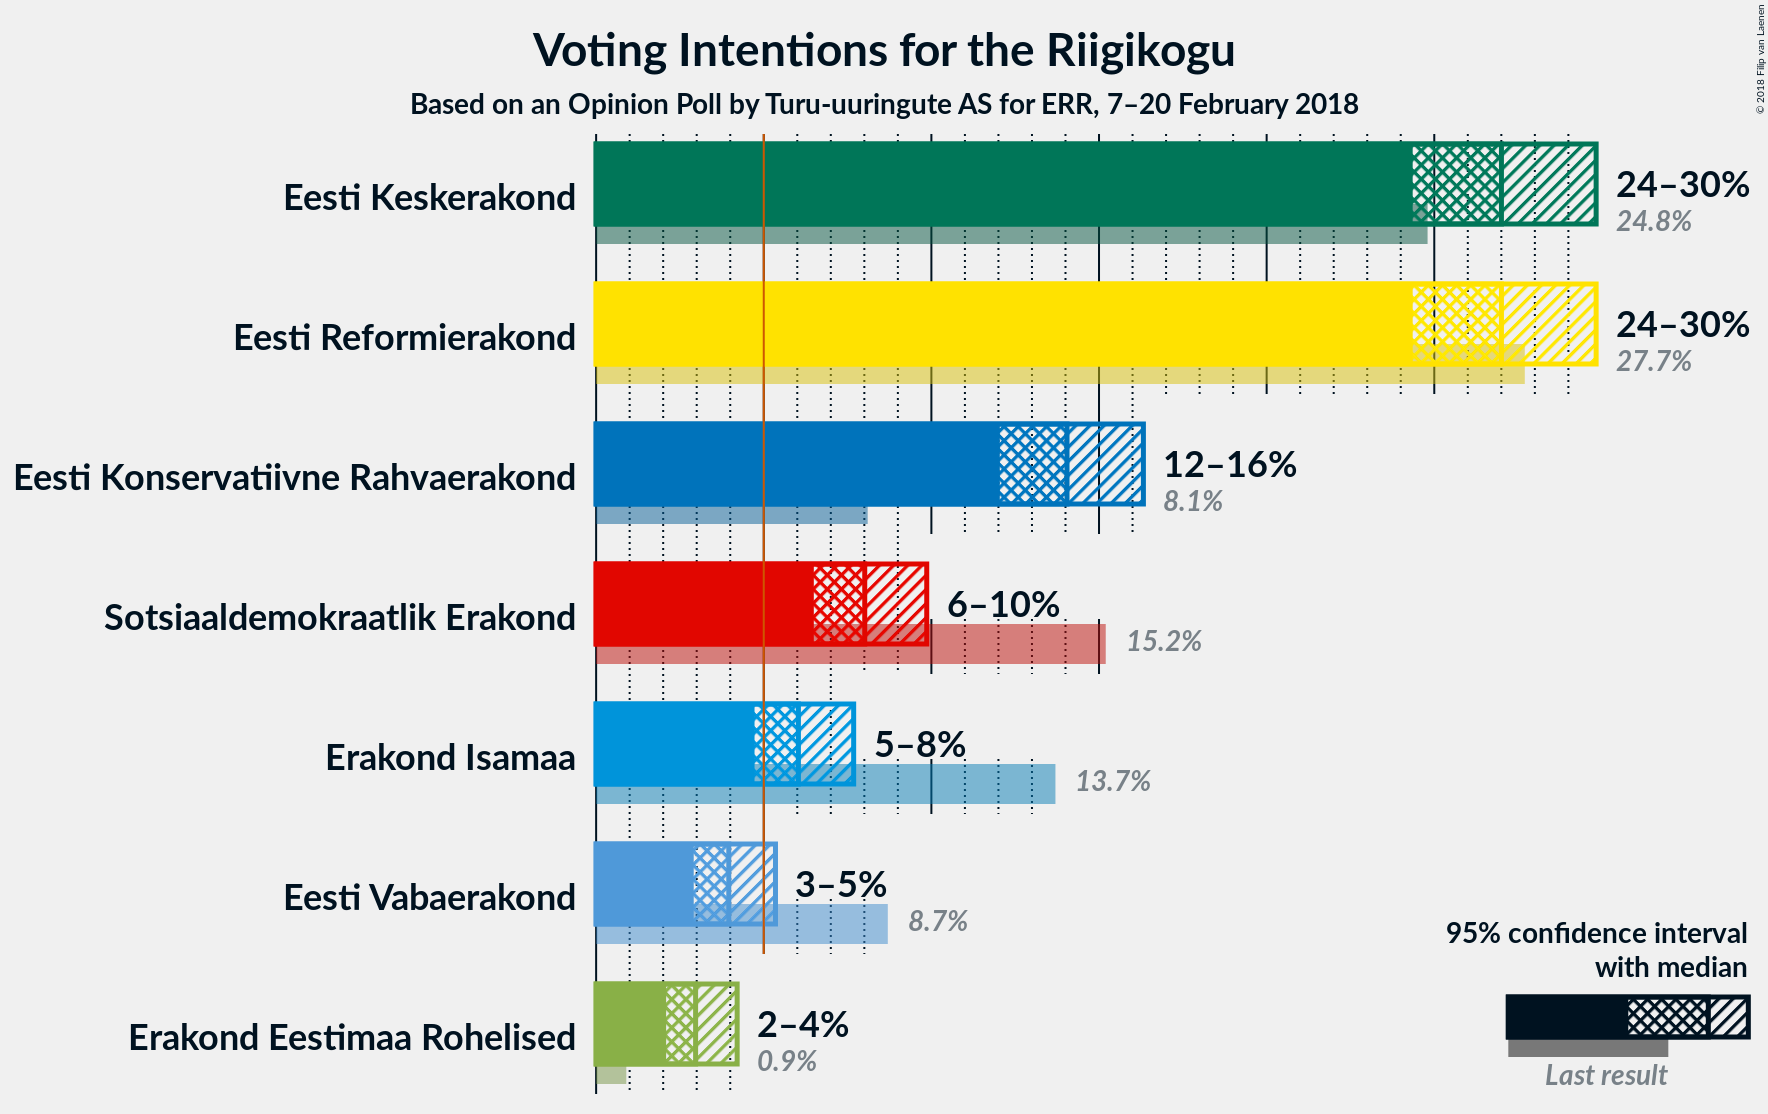 Voting Intentions for the Riigikogu
Based on an Opinion Poll by Turu-uuringute AS for ERR, 7–20 February 2018
© 2018 Filip van Laenen
Eesti Keskerakond
24–30%
24.8%
Eesti Reformierakond
24–30%
27.7%
Eesti Konservatiivne Rahvaerakond
12–16%
8.1%
Sotsiaaldemokraatlik Erakond
6–10%
15.2%
Erakond Isamaa
5–8%
13.7%
Eesti Vabaerakond
3–5%
8.7%
Erakond Eestimaa Rohelised
2–4%
0.9%
95% confidence interval
with median
Last result